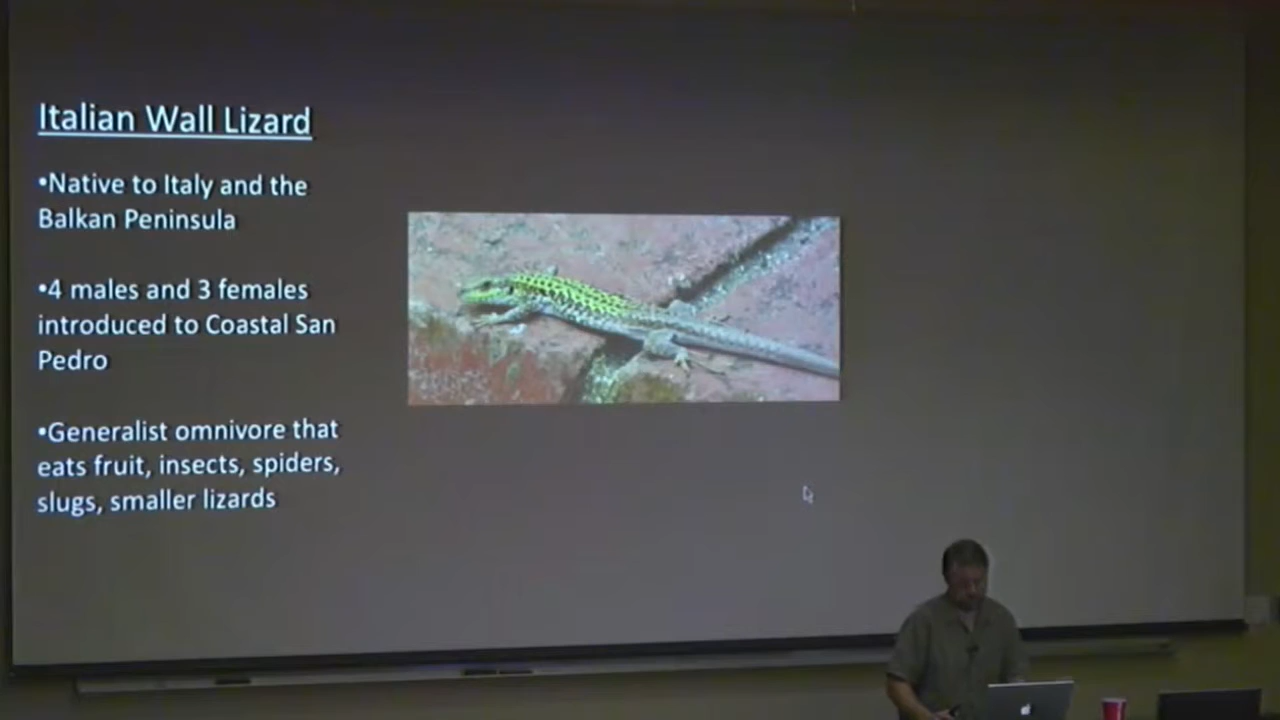 Italian Wall Lizard
•Native to Italy and the
Balkan Peninsula
•4 males and 3 females
introduced to Coastal San
Pedro
•Generalist omnivore that
eats fruit, insects, spiders,
slugs, smaller lizards